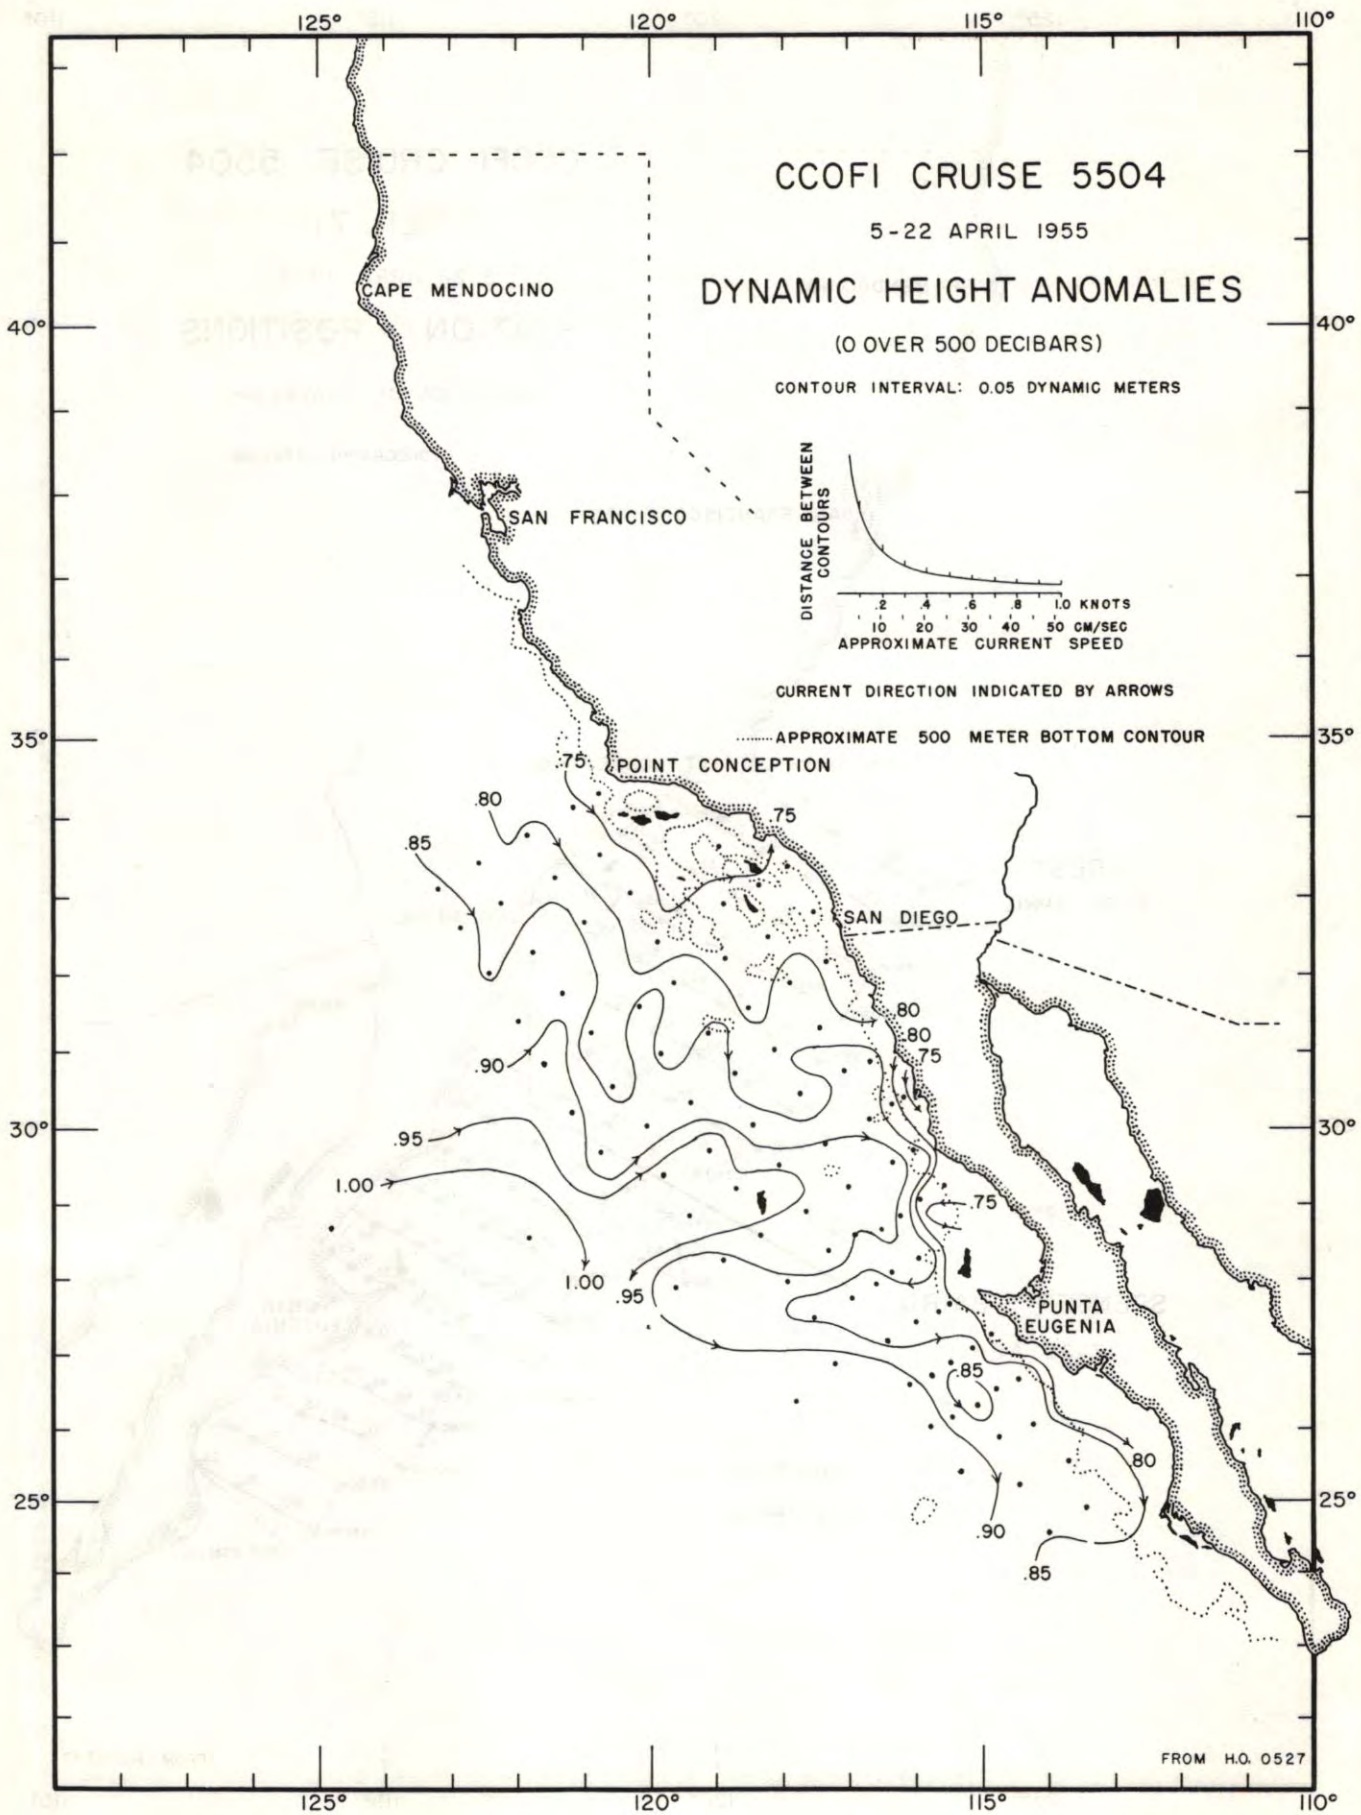 125° 120° 115° 110°
CCOFI CRUISE 5504
5-22 APRIL 1955
DYNAMIC HEIGHT ANOMALIES
(0 OVER 500 DECIBARS)
CONTOUR INTERVAL: 0.05 DYNAMIC METERS
CAPE MENDOCINO
40° 40°
DISTANCE BETWEEN
CONTOURS
SAN FRANCISCO
.2 .4 .6 .8 1.0 KNOTS
10 20 30 40 50 CM/SEC
APPROXIMATE CURRENT SPEED
CURRENT DIRECTION INDICATED BY ARROWS
APPROXIMATE 500 METER BOTTOM CONTOUR
35° 35°
.75
POINT CONCEPTION
.80
.75
.85
SAN DIEGO
.80
.80
.75
.90
30° 30°
.95
1.00
.75
1.00
.95
PUNTA
EUGENIA
.85
.80
25° 25°
.90
.85
FROM H.O. 0527
125° 120° 115° 110°